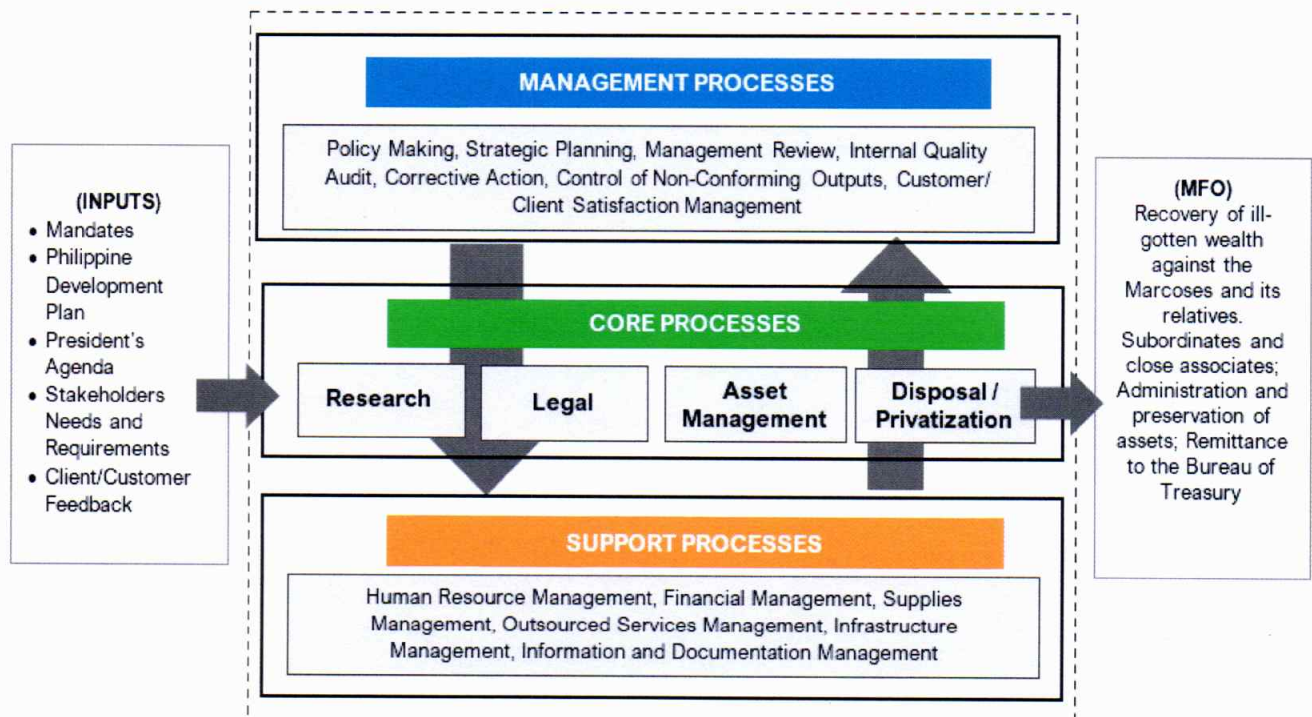 MANAGEMENT PROCESSES
Policy Making, Strategic Planning, Management Review, Internal Quality
Audit, Corrective Action, Control of Non-Conforming Outputs, Customer/
Client Satisfaction Management
(INPUTS)
• Mandates
• Philippine
Development
Plan
• President's
Agenda
• Stakeholders
Needs and
Requirements
• Client/Customer
Feedback
CORE PROCESSES
Research
Legal
Asset
Management
Disposal /
Privatization
(MFO)
Recovery of ill-
gotten wealth
against the
Marcoses and its
relatives.
Subordinates and
close associates;
Administration and
preservation of
assets; Remittance
to the Bureau of
Treasury
SUPPORT PROCESSES
Human Resource Management, Financial Management, Supplies
Management, Outsourced Services Management, Infrastructure
Management, Information and Documentation Management